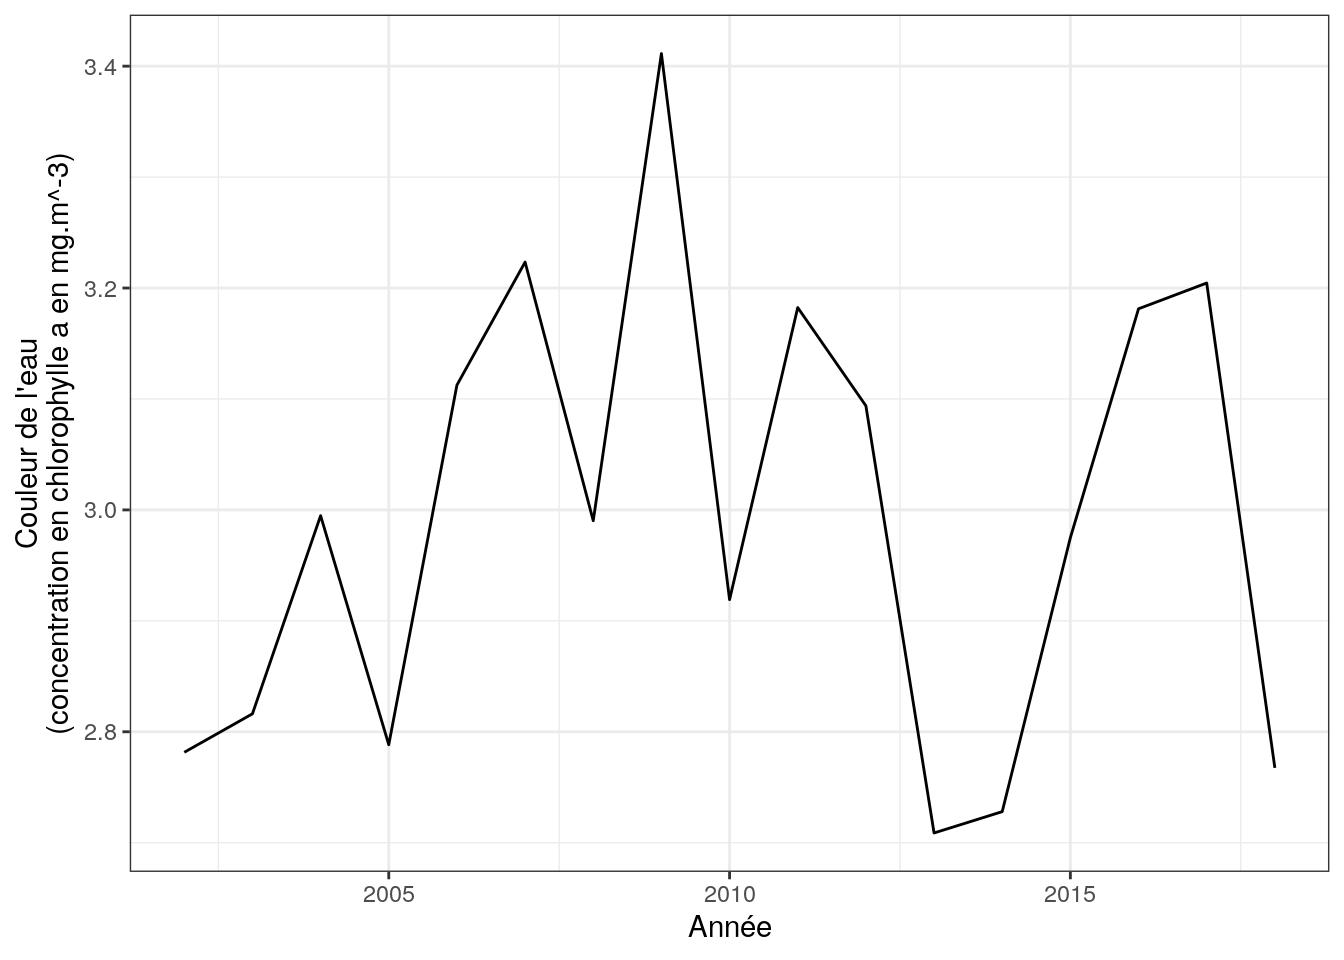 Couleur de l'eau
(concentration en chlorophylle a en mg.m^-3)
3.4
3.2
3.0
2.8
2005
2010
2015
Année